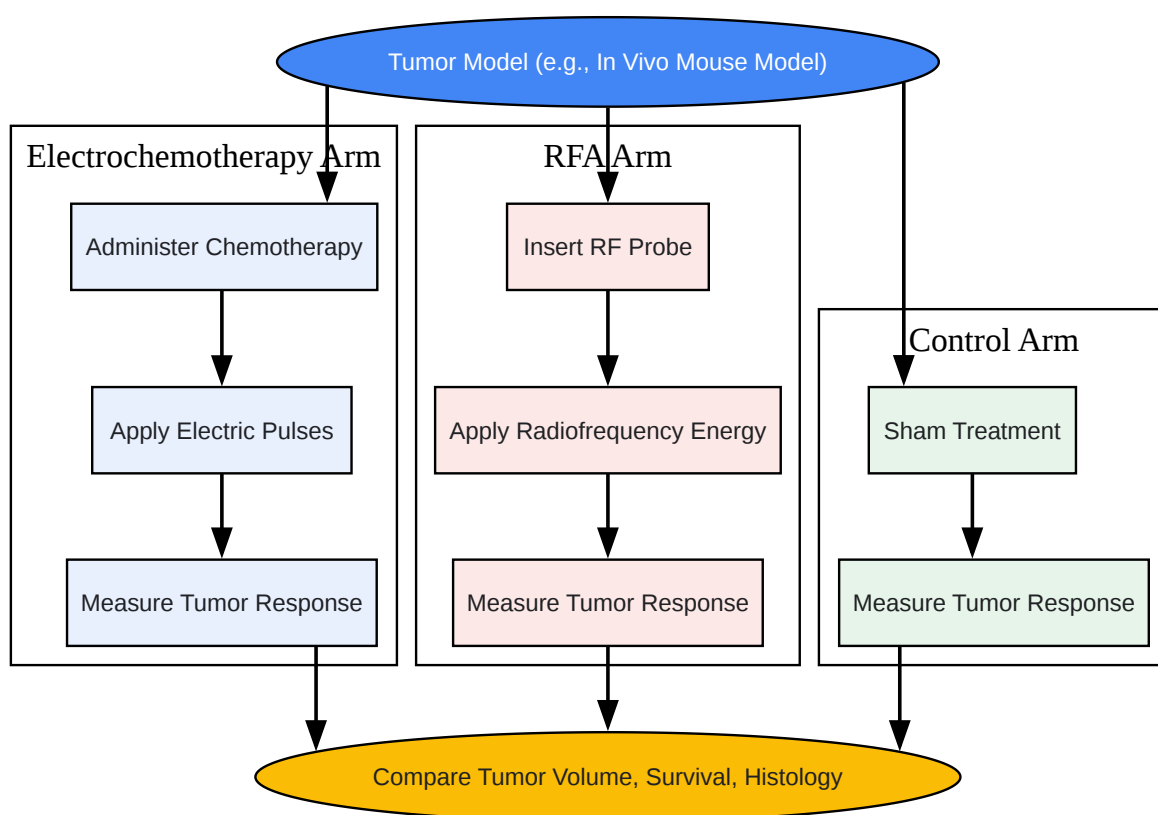 Tumor Model (e.g., In Vivo Mouse Model)
Electrochemotherapy Arm
Administer Chemotherapy
Apply Electric Pulses
Measure Tumor Response
RFA Arm
Insert RF Probe
Apply Radiofrequency Energy
Measure Tumor Response
Control Arm
Sham Treatment
Measure Tumor Response
Compare Tumor Volume, Survival, Histology